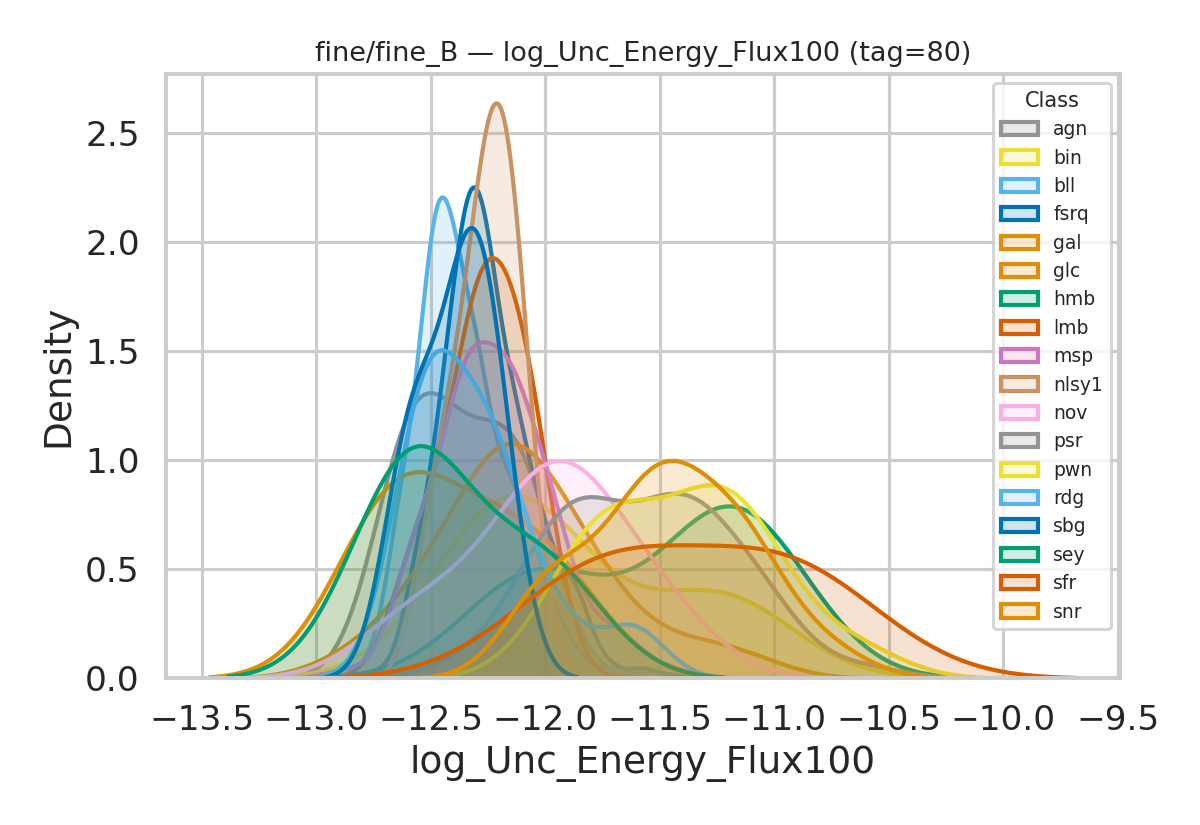 fine/fine_B — log_Unc_Energy_Flux100 (tag=80)
Class
agn
bin
bll
fsrq
gal
glc
hmb
lmb
msp
nlsy1
nov
psr
pwn
rdg
sbg
sey
sfr
snr
Density
2.5
2.0
1.5
1.0
0.5
0.0
−13.5 −13.0 −12.5 −12.0 −11.5 −11.0 −10.5 −10.0 −9.5
log_Unc_Energy_Flux100